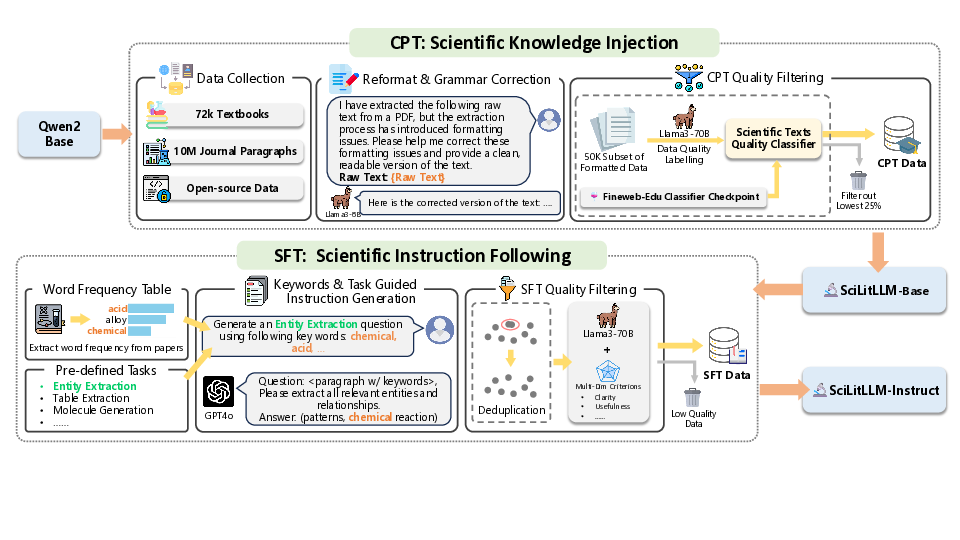 CPT: Scientific Knowledge Injection
Qwen2
Base
Data Collection
72k Textbooks
10M Journal Paragraphs
Open-source Data
Reformat & Grammar Correction
I have extracted the following raw
text from a PDF, but the extraction
process has introduced formatting
issues. Please help me correct these
formatting issues and provide a clean,
readable version of the text.
Raw Text: {Raw Text}
Here is the corrected version of the text: ....
Llama3-8B
CPT Quality Filtering
50K Subset of
Formatted Data
Llama3-70B
Data Quality
Labelling
Scientific Texts
Quality Classifier
Fineweb-Edu Classifier Checkpoint
CPT Data
Filter out
Lowest 25%
SciLitLLM-Base
SFT: Scientific Instruction Following
Word Frequency Table
acid
alloy
chemical
Extract word frequency from papers
Pre-defined Tasks
• Entity Extraction
• Table Extraction
• Molecule Generation
• ......
Keywords & Task Guided
Instruction Generation
Generate an Entity Extraction question
using following key words: chemical,
acid, ...
GPT4o
Question: <paragraph w/ keywords>,
Please extract all relevant entities and
relationships.
Answer: (patterns, chemical reaction)
SFT Quality Filtering
Deduplication
Llama3-70B
+
Multi-Dim Criterions
• Clarity
• Usefulness
• ......
SFT Data
Low Quality
Data
SciLitLLM-Instruct